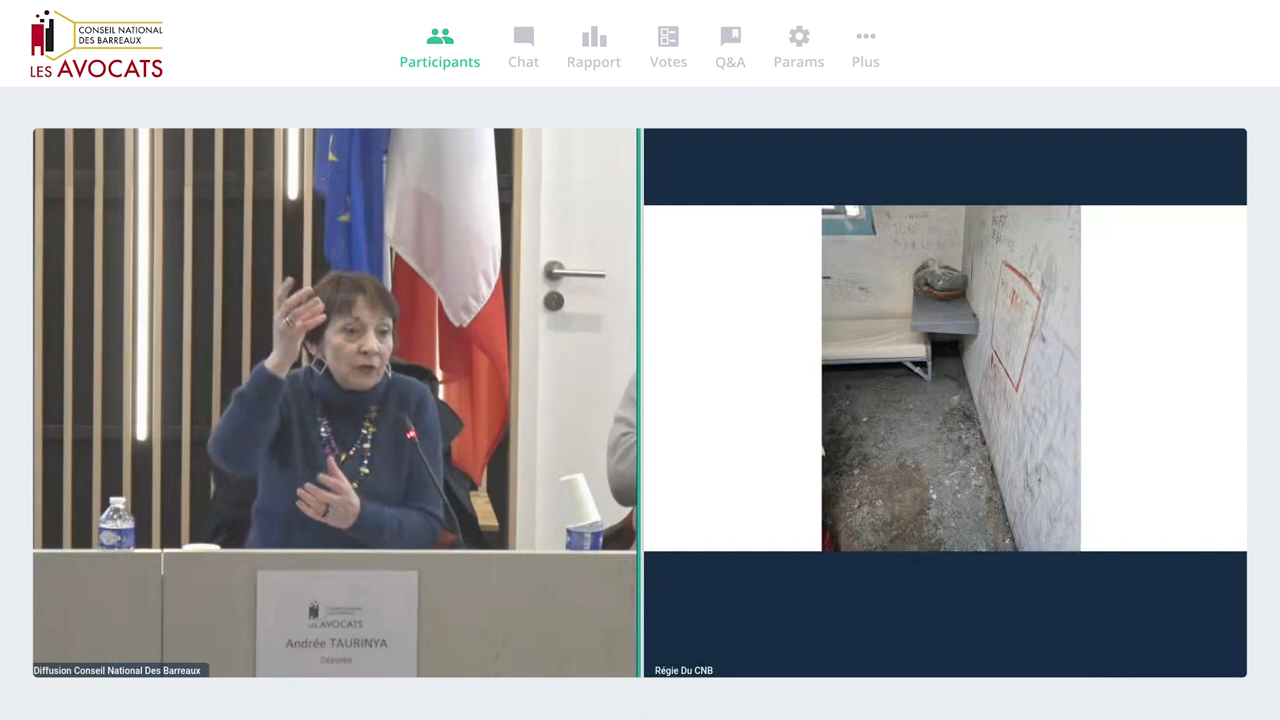 CONSEIL NATIONAL
DES BARREAUX
LES AVOCATS
Participants
Chat
Rapport
Votes
Q&A
Params
Plus
LES AVOCATS
Andrée TAURINYA
Députée
Diffusion Conseil National Des Barreaux
Régie Du CNB